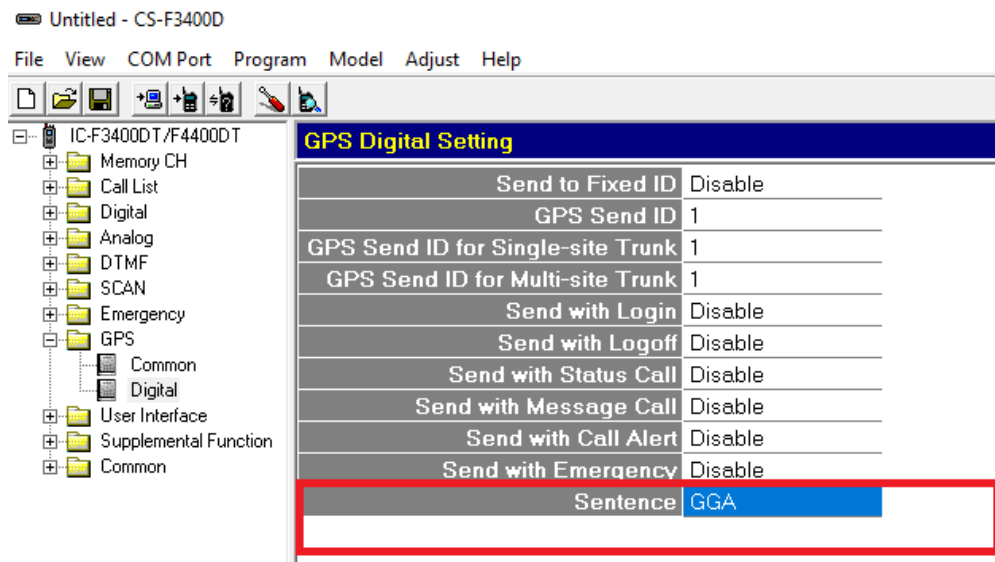 Untitled - CS-F3400D
File View COM Port Program Model Adjust Help
IC-F3400DT/F4400DT
Memory CH
Call List
Digital
Analog
DTMF
SCAN
Emergency
GPS
Common
Digital
User Interface
Supplemental Function
Common
GPS Digital Setting
Send to Fixed ID Disable
GPS Send ID 1
GPS Send ID for Single-site Trunk 1
GPS Send ID for Multi-site Trunk 1
Send with Login Disable
Send with Logoff Disable
Send with Status Call Disable
Send with Message Call Disable
Send with Call Alert Disable
Send with Emergency Disable
Sentence GGA